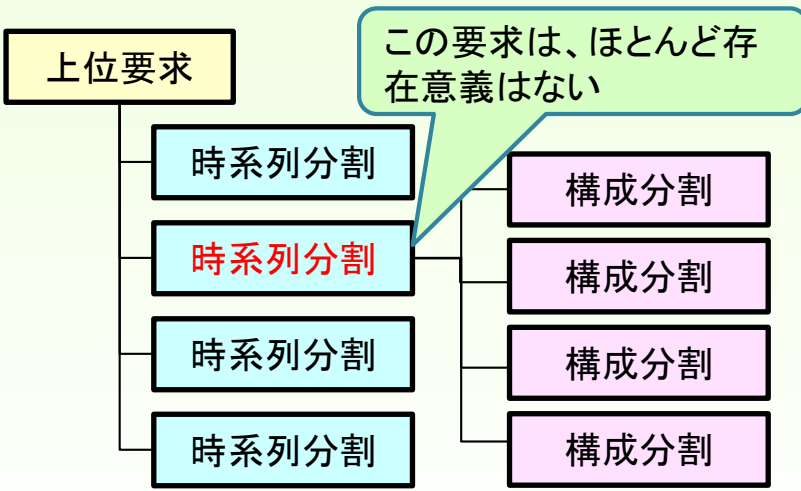 上位要求
この要求は、ほとんど存
在意義はない
時系列分割
時系列分割
時系列分割
時系列分割
構成分割
構成分割
構成分割
構成分割